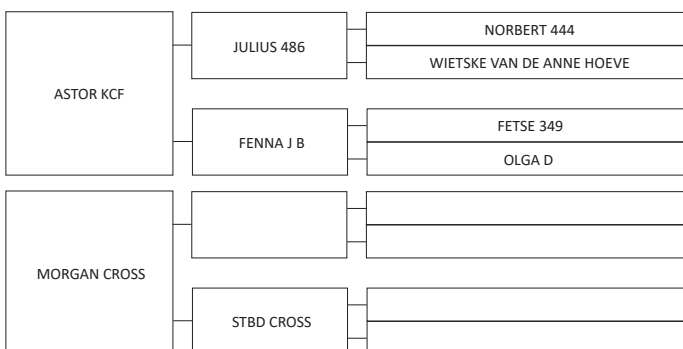 ASTOR KCF
JULIUS 486
NORBERT 444
WIETSKE VAN DE ANNE HOEVE
FENNA J B
FETSE 349
OLGA D
MORGAN CROSS
STBD CROSS